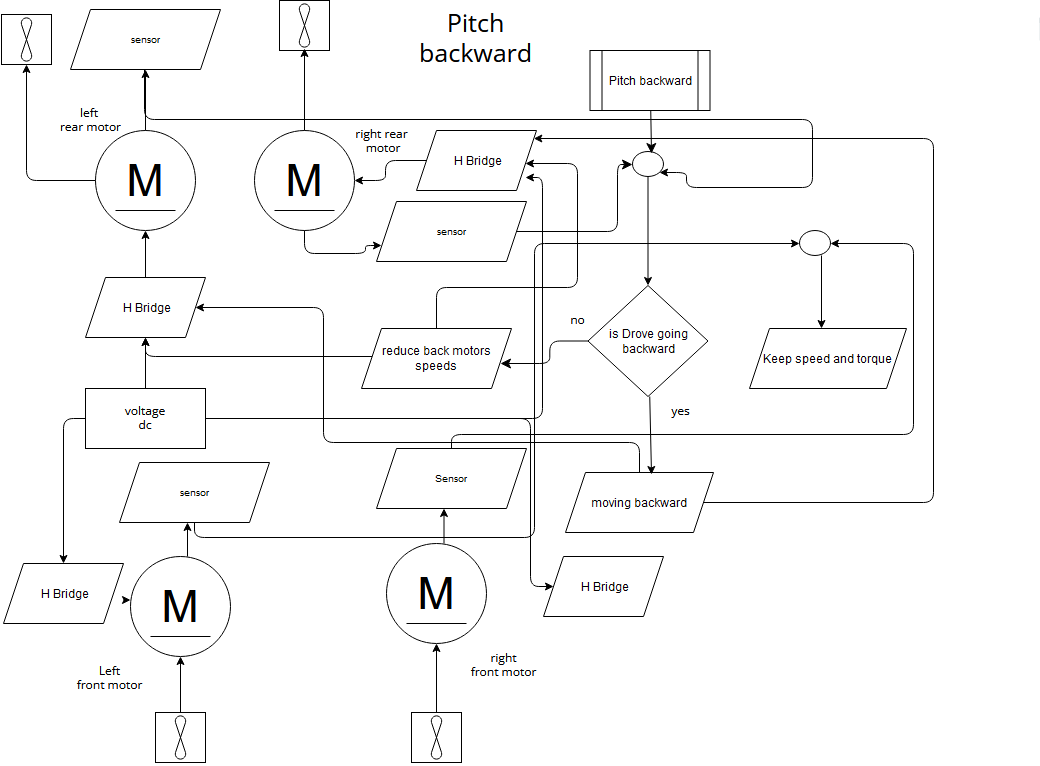 Pitch
backward
sensor
Pitch backward
left
rear motor
right rear
motor
H Bridge
M
M
sensor
H Bridge
no
is Drove going
backward
reduce back motors
speeds
Keep speed and torque
voltage
dc
yes
sensor
Sensor
moving backward
H Bridge
M
M
H Bridge
Left
front motor
right
front motor